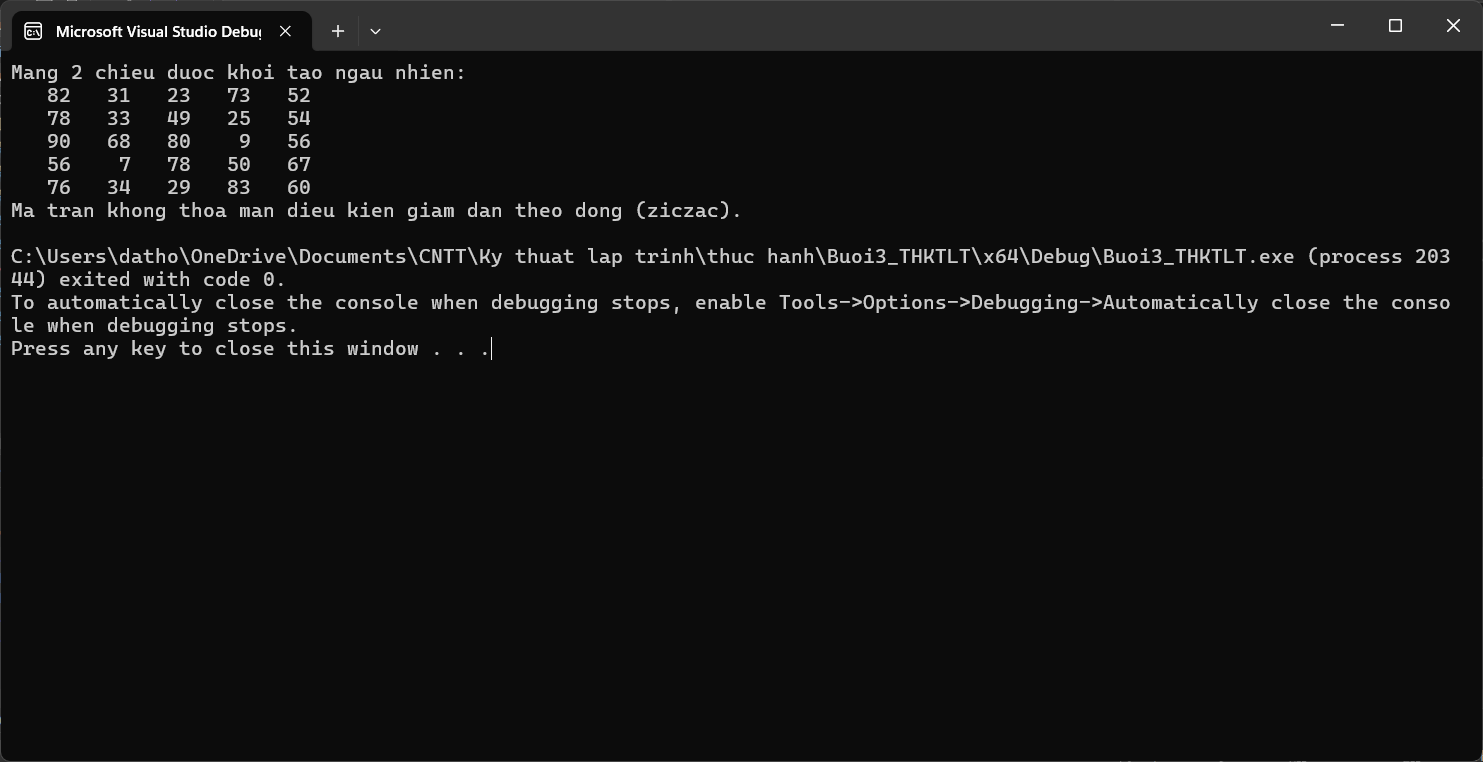 Microsoft Visual Studio Debu
Mang 2 chieu duoc khoi tao ngau nhien:
82 31 23 73 52
78 33 49 25 54
90 68 80 9 56
56 7 78 50 67
76 34 29 83 60
Ma tran khong thoa man dieu kien giam dan theo dong (ziczac).
C:\Users\datho\OneDrive\Documents\CNTT\Ky thuat lap trinh\thuc hanh\Buoi3_THKTLT\x64\Debug\Buoi3_THKTLT.exe (process 203
44) exited with code 0.
To automatically close the console when debugging stops, enable Tools->Options->Debugging->Automatically close the conso
le when debugging stops.
Press any key to close this window . . .